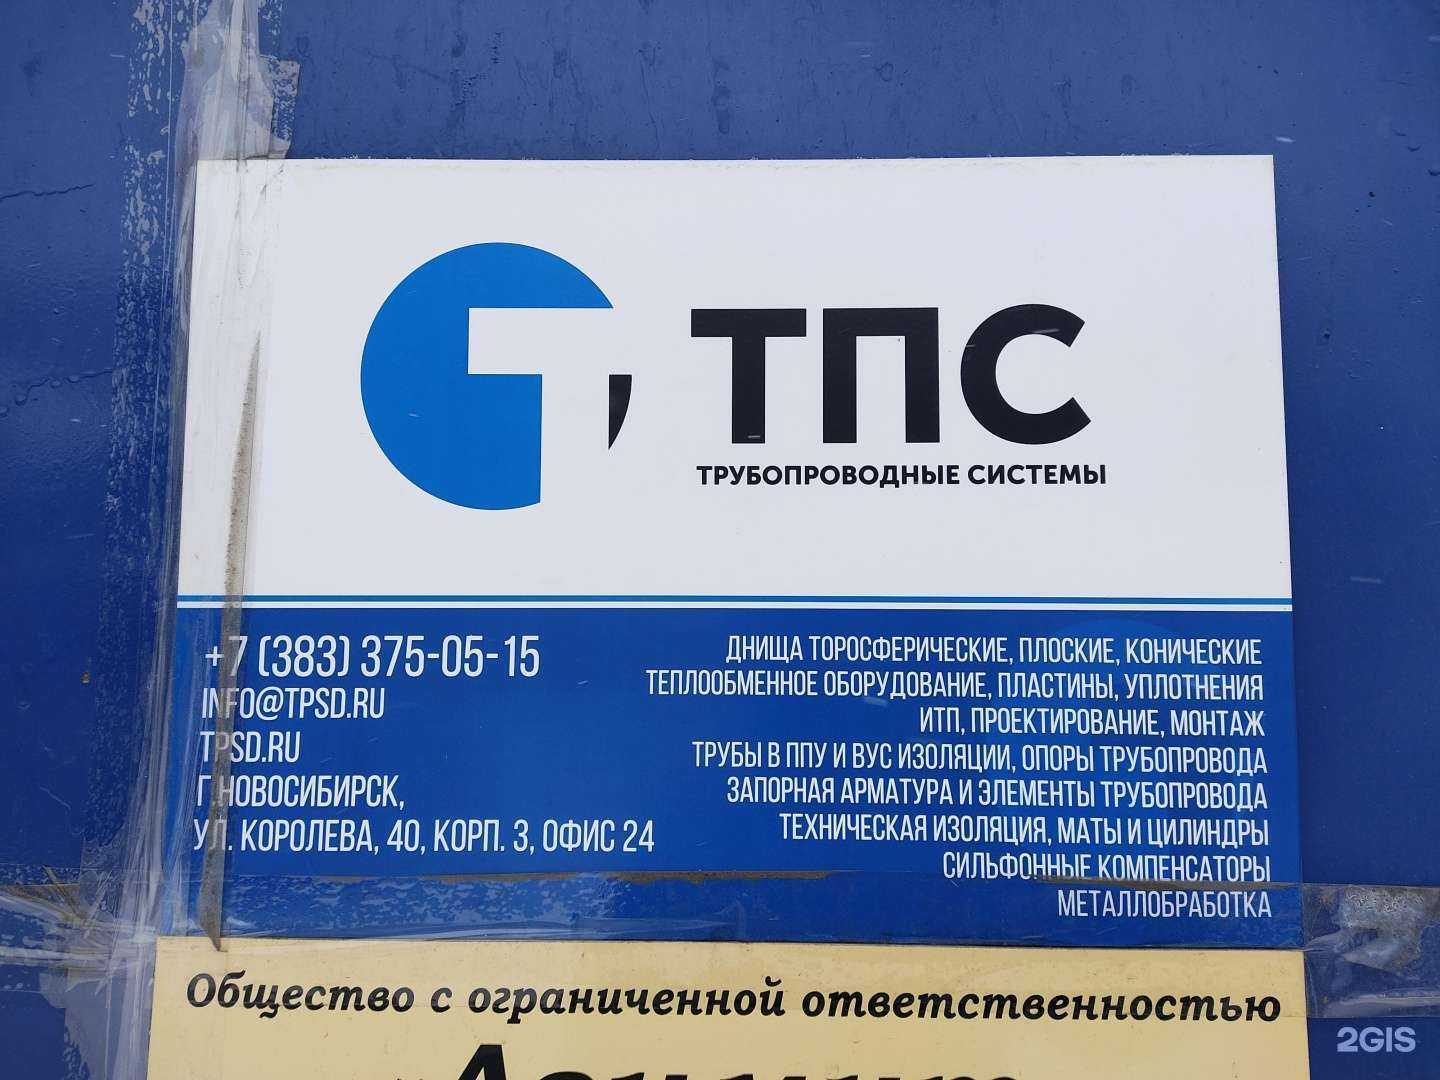 ТПС
ТРУБОПРОВОДНЫЕ СИСТЕМЫ
+7 (383) 375-05-15
INFO@TPSD.RU
TPSD.RU
Г.НОВОСИБИРСК,
УЛ. КОРОЛЕВА, 40, КОРП. 3, ОФИС 24
ДНИЩА ТОРОСФЕРИЧЕСКИЕ, ПЛОСКИЕ, КОНИЧЕСКИЕ
ТЕПЛООБМЕННОЕ ОБОРУДОВАНИЕ, ПЛАСТИНЫ, УПЛОТНЕНИЯ
ИТП, ПРОЕКТИРОВАНИЕ, МОНТАЖ
ТРУБЫ В ППУ И ВУС ИЗОЛЯЦИИ, ОПОРЫ ТРУБОПРОВОДА
ЗАПОРНАЯ АРМАТУРА И ЭЛЕМЕНТЫ ТРУБОПРОВОДА
ТЕХНИЧЕСКАЯ ИЗОЛЯЦИЯ, МАТЫ И ЦИЛИНДРЫ
СИЛЬФОННЫЕ КОМПЕНСАТОРЫ
МЕТАЛЛОБРАБОТКА
Общество с ограниченной ответственностью
2GIS